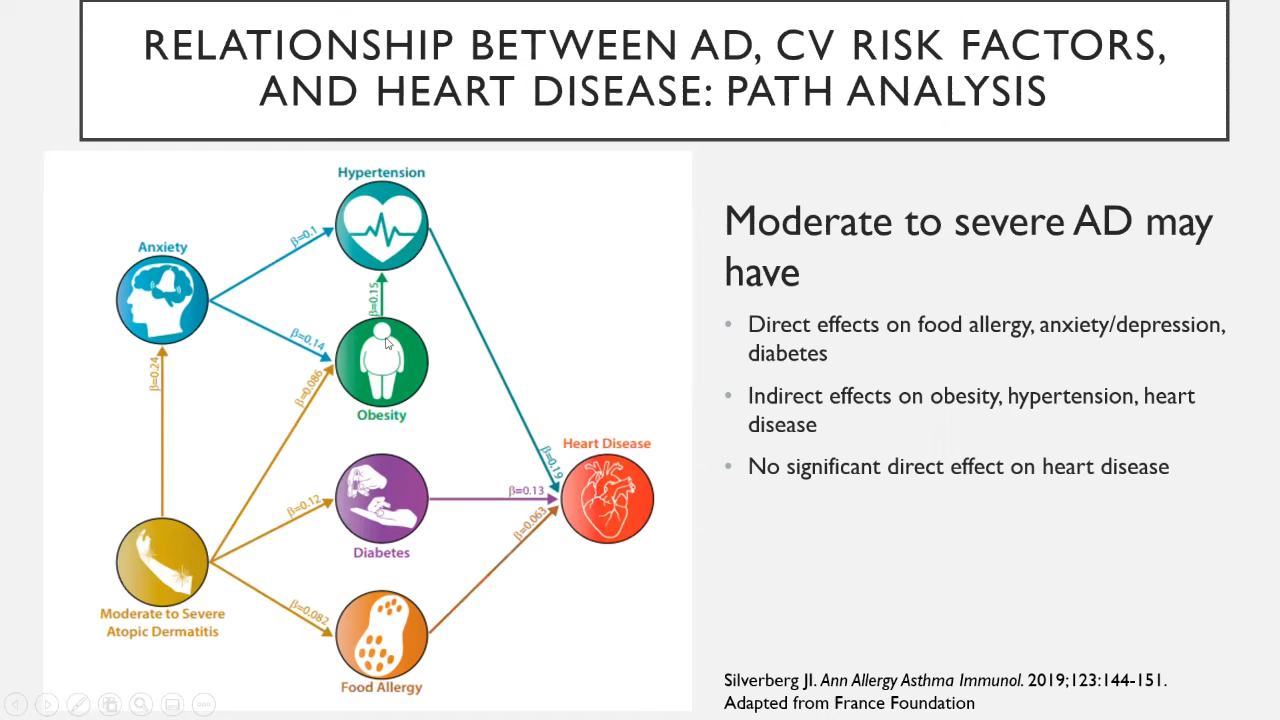 RELATIONSHIP BETWEEN AD, CV RISK FACTORS,
AND HEART DISEASE: PATH ANALYSIS
Hypertension
β=0.1
Anxiety
β=0.15
β=0.14
β=0.24
β=0.086
Obesity
Heart Disease
β=0.19
β=0.13
β=0.12
β=0.063
Diabetes
Moderate to Severe
Atopic Dermatitis
β=0.082
Food Allergy
Moderate to severe AD may
have
• Direct effects on food allergy, anxiety/depression,
diabetes
• Indirect effects on obesity, hypertension, heart
disease
• No significant direct effect on heart disease
Silverberg JI. Ann Allergy Asthma Immunol. 2019;123:144-151.
Adapted from France Foundation